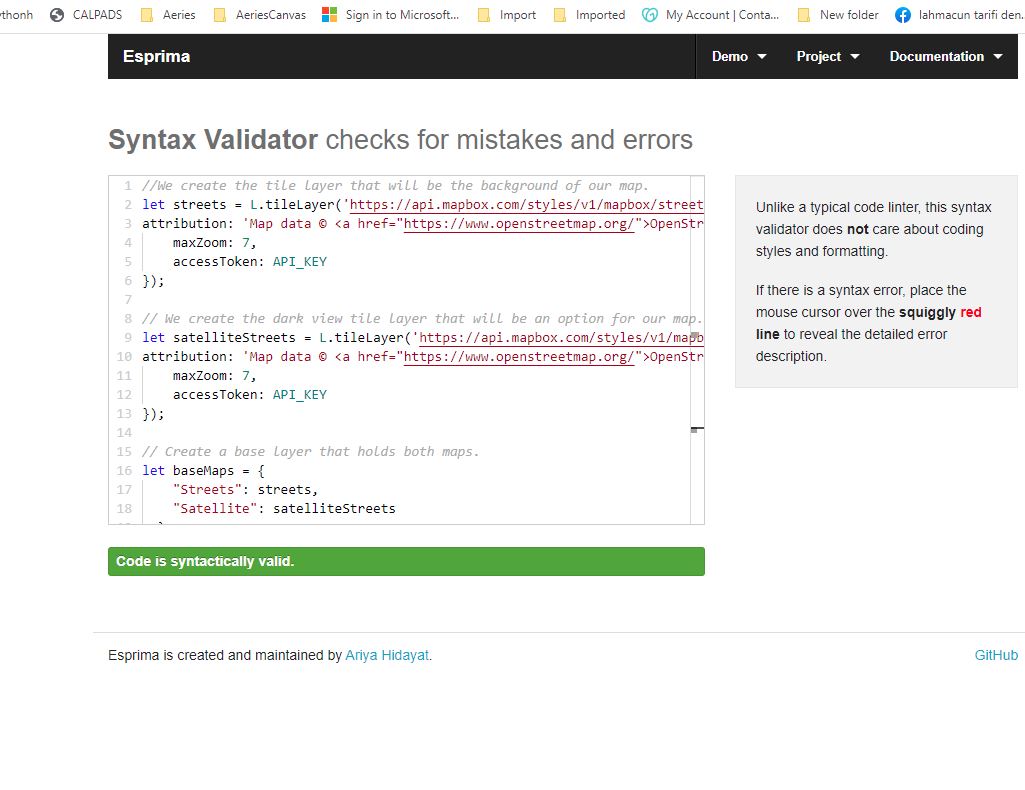 CALPADS Aeries AeriesCanvas Sign in to Microsoft... Import Imported My Account | Conta... New folder lahmacun tarifi den...
Esprima Demo Project Documentation
Syntax Validator checks for mistakes and errors
1 //We create the tile layer that will be the background of our map.
2 let streets = L.tileLayer('https://api.mapbox.com/styles/v1/mapbox/street
3 attribution: 'Map data © <a href="https://www.openstreetmap.org/">OpenStr
4 maxZoom: 7,
5 accessToken: API_KEY
6 });
7
8 // We create the dark view tile layer that will be an option for our map.
9 let satelliteStreets = L.tileLayer('https://api.mapbox.com/styles/v1/mapb
10 attribution: 'Map data © <a href="https://www.openstreetmap.org/">OpenStr
11 maxZoom: 7,
12 accessToken: API_KEY
13 });
14
15 // Create a base layer that holds both maps.
16 let baseMaps = {
17 "Streets": streets,
18 "Satellite": satelliteStreets
Unlike a typical code linter, this syntax
validator does not care about coding
styles and formatting.
If there is a syntax error, place the
mouse cursor over the squiggly red
line to reveal the detailed error
description.
Code is syntactically valid.
Esprima is created and maintained by Ariya Hidayat.
GitHub